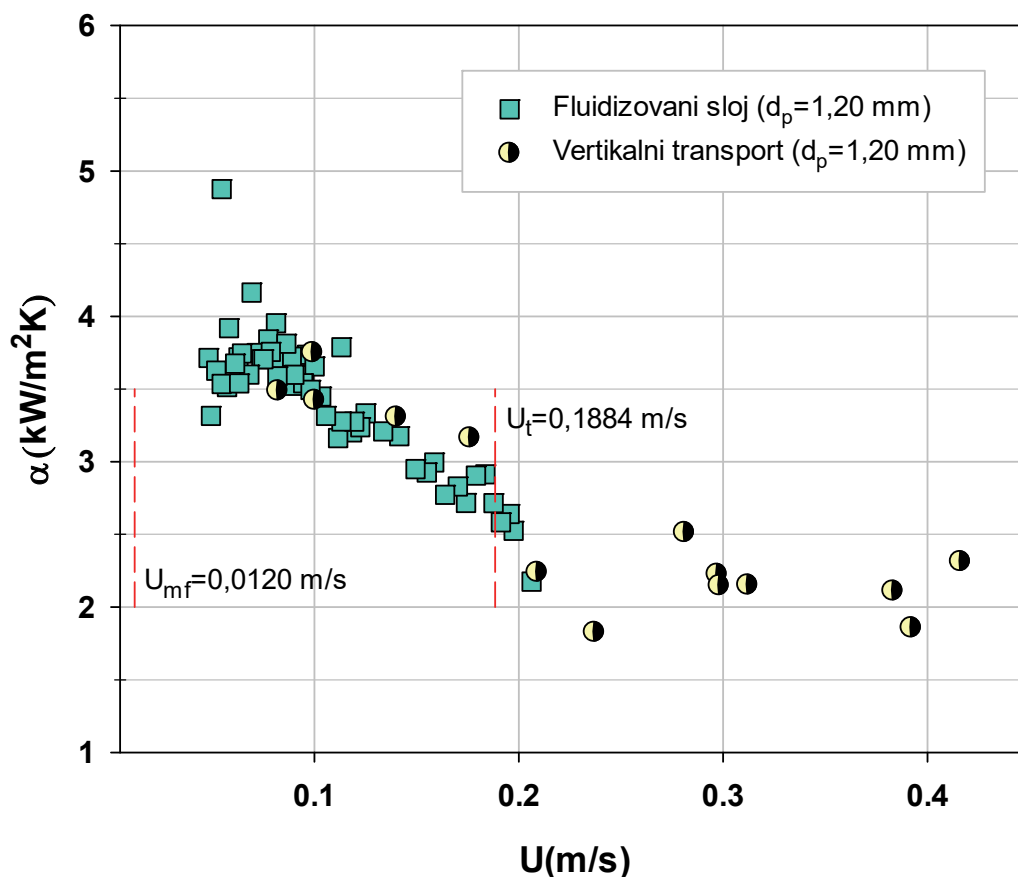 6
5
4
3
2
1
α(kW/m²K)
Fluidizovani sloj (dₚ=1,20 mm)
Vertikalni transport (dₚ=1,20 mm)
Uₜ=0,1884 m/s
U_mf=0,0120 m/s
0.1 0.2 0.3 0.4
U(m/s)